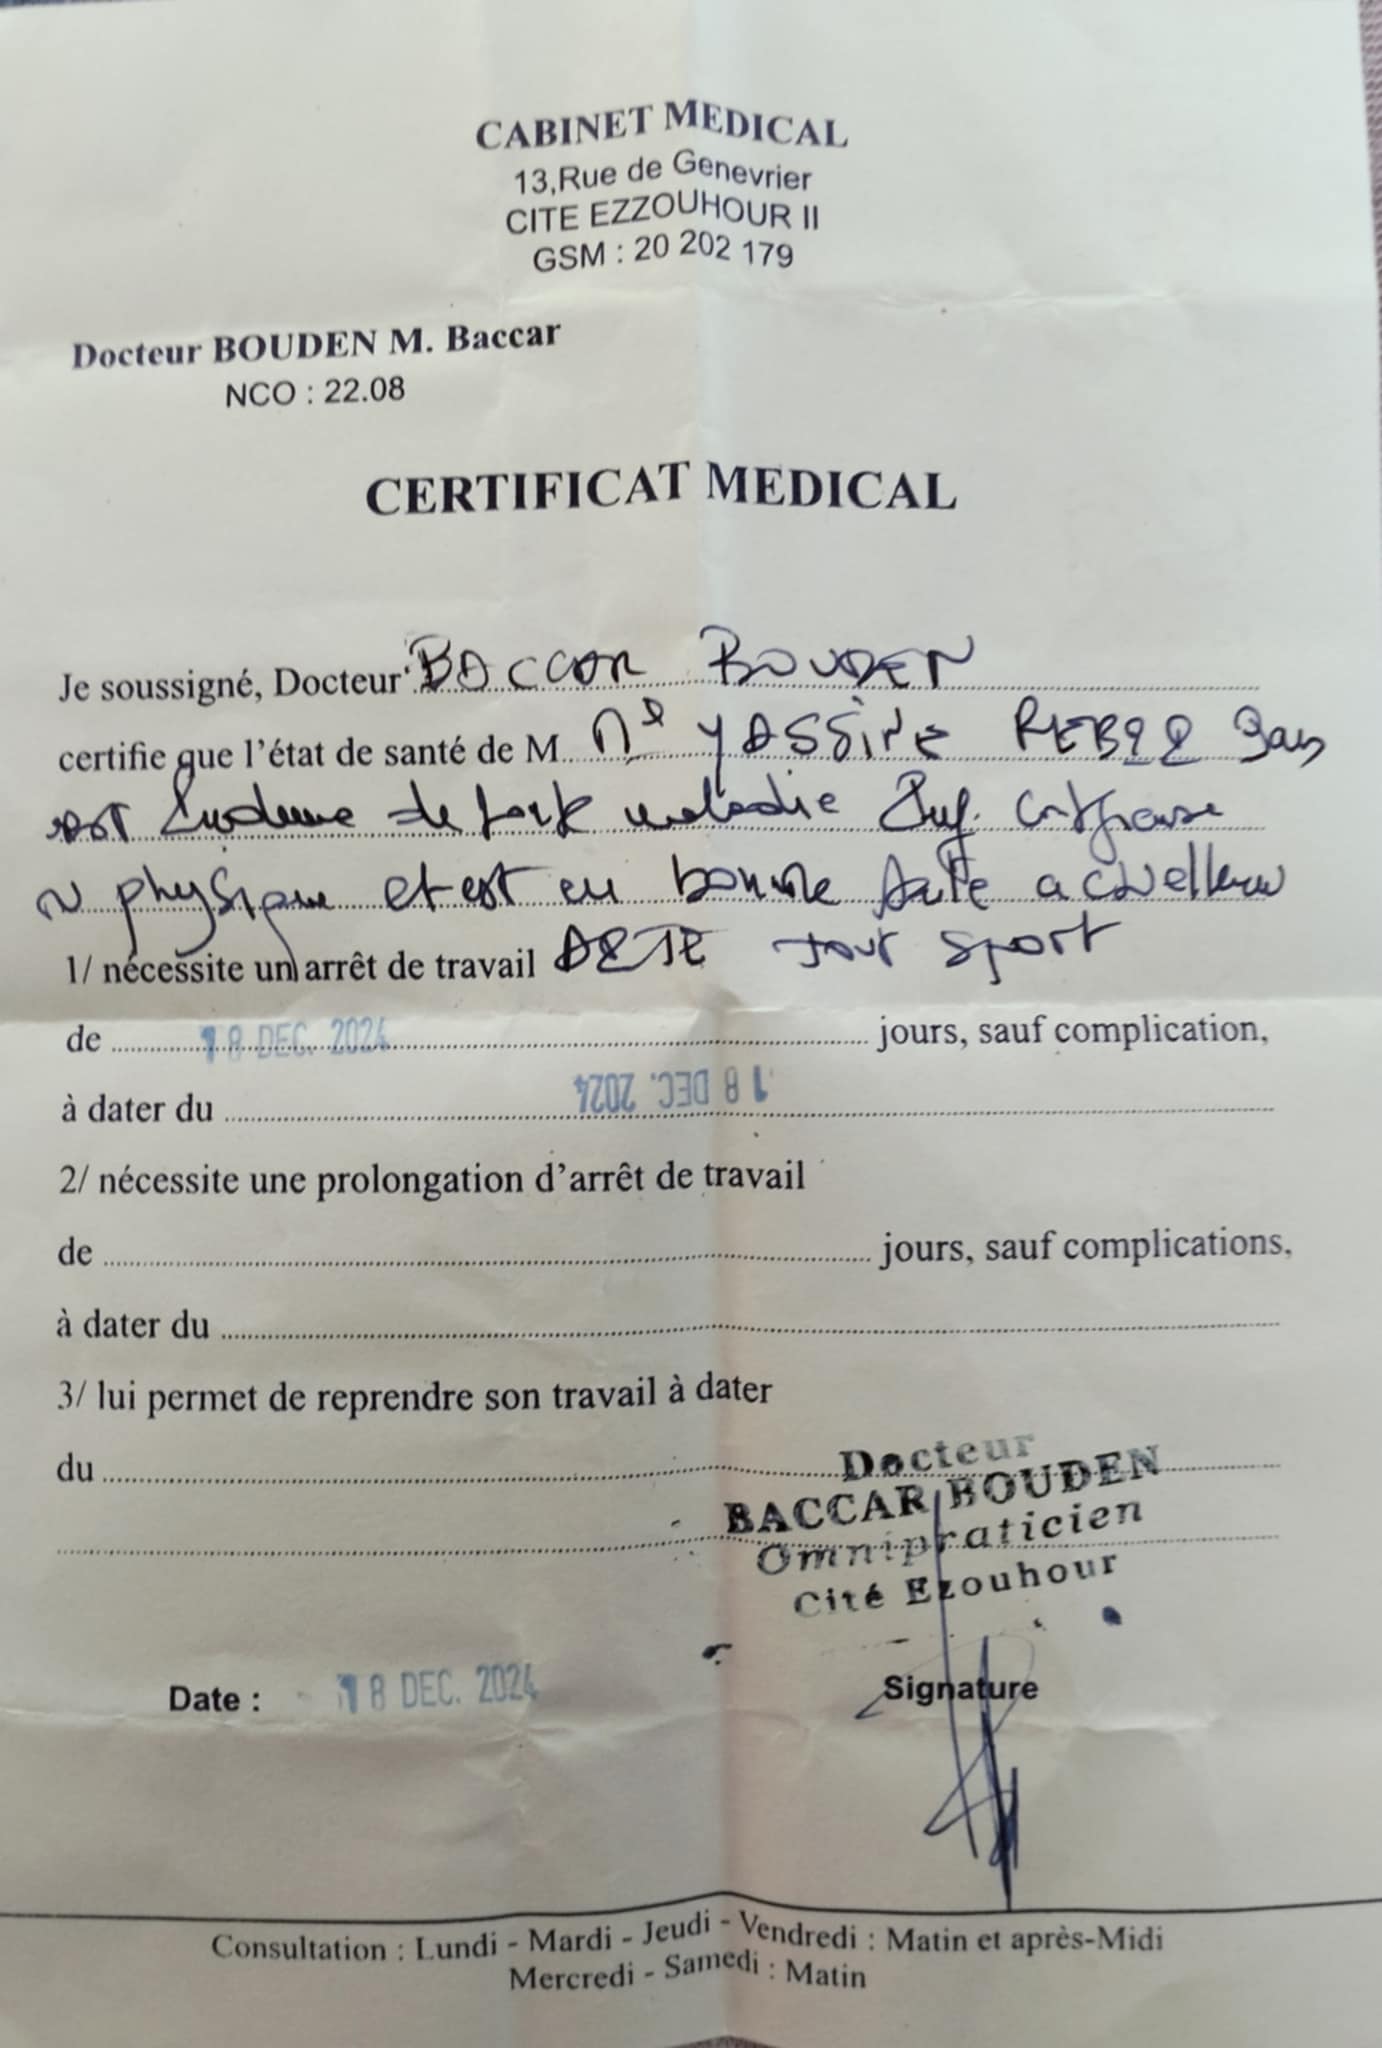 CABINET MEDICAL
13,Rue de Genevrier
CITE EZZOUHOUR II
GSM : 20 202 179
Docteur BOUDEN M. Baccar
NCO : 22.08
CERTIFICAT MEDICAL
Je soussigné, Docteur BACCAR BOUDEN
certifie que l'état de santé de M. YASSINE
est de toute maladie
physique et est en bonne actuellement
1/ nécessite un arrêt de travail tout sport
de 18 DEC. 2024 jours, sauf complication,
à dater du 18 DEC. 2024
2/ nécessite une prolongation d'arrêt de travail
de jours, sauf complications,
à dater du
3/ lui permet de reprendre son travail à dater
du
Docteur
BACCAR BOUDEN
Omnipraticien
Cité Ezouhour
Date : 18 DEC. 2024
Signature
Consultation : Lundi - Mardi - Jeudi - Vendredi : Matin et après-Midi
Mercredi - Samedi : Matin